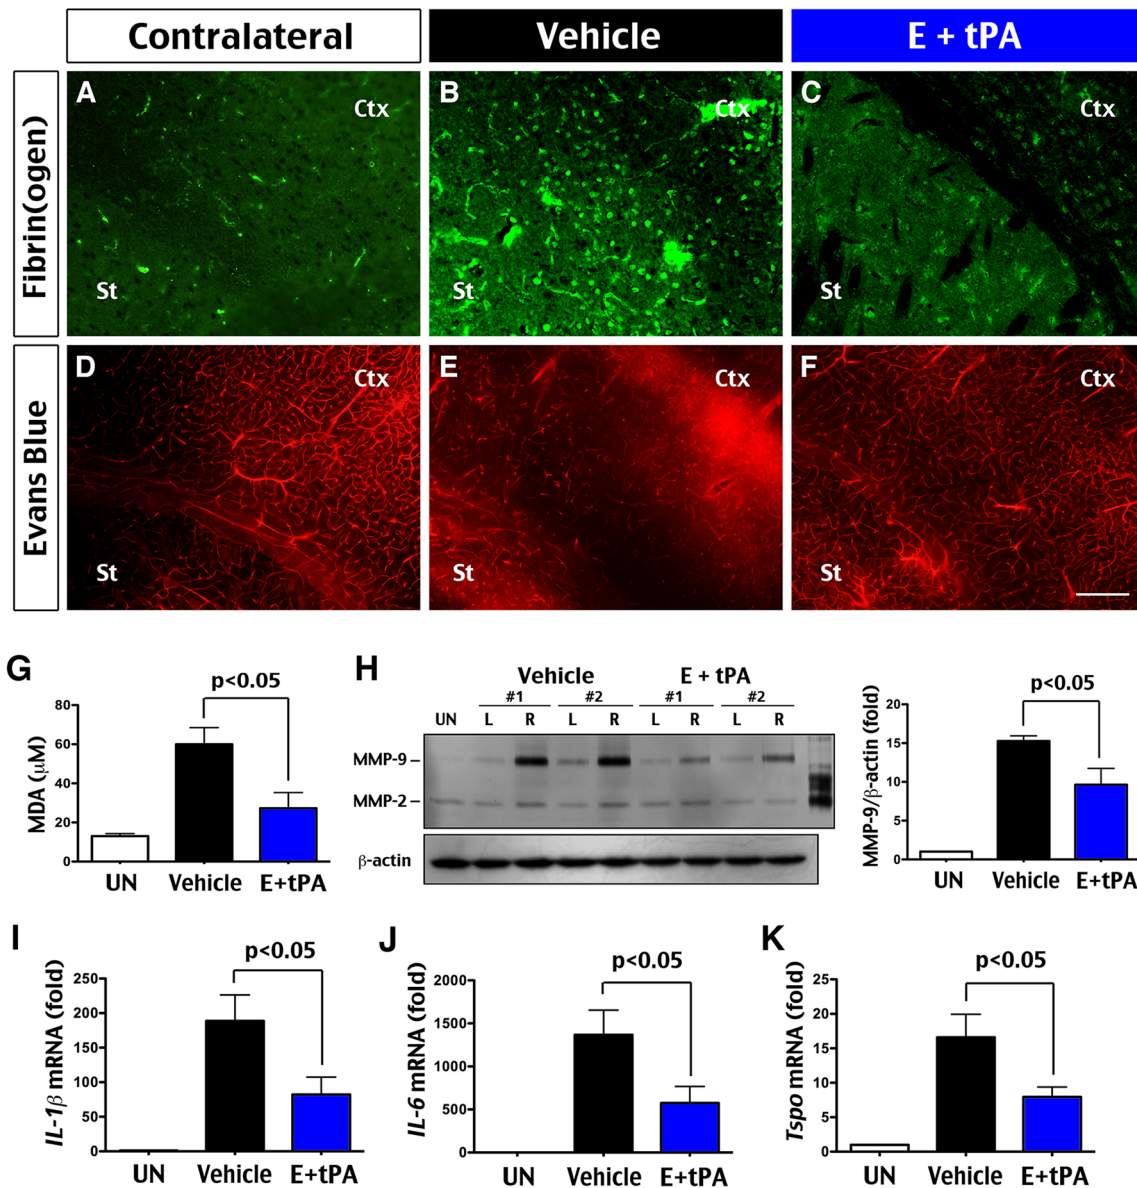 Contralateral
Vehicle
E + tPA
Fibrin(ogen)
A
Ctx
St
B
Ctx
St
C
Ctx
St
Evans Blue
D
Ctx
St
E
Ctx
St
F
Ctx
St
G
p<0.05
MDA (μM)
80
60
40
20
0
UN
Vehicle
E+tPA
H
Vehicle
E + tPA
#1
#2
#1
#2
UN
L
R
L
R
L
R
L
R
MMP-9
MMP-2
β-actin
p<0.05
MMP-9/β-actin (fold)
20
15
10
5
0
UN
Vehicle
E+tPA
I
p<0.05
IL-1β mRNA (fold)
250
200
150
100
50
0
UN
Vehicle
E+tPA
J
p<0.05
IL-6 mRNA (fold)
2000
1500
1000
500
0
UN
Vehicle
E+tPA
K
p<0.05
Tspo mRNA (fold)
25
20
15
10
5
0
UN
Vehicle
E+tPA